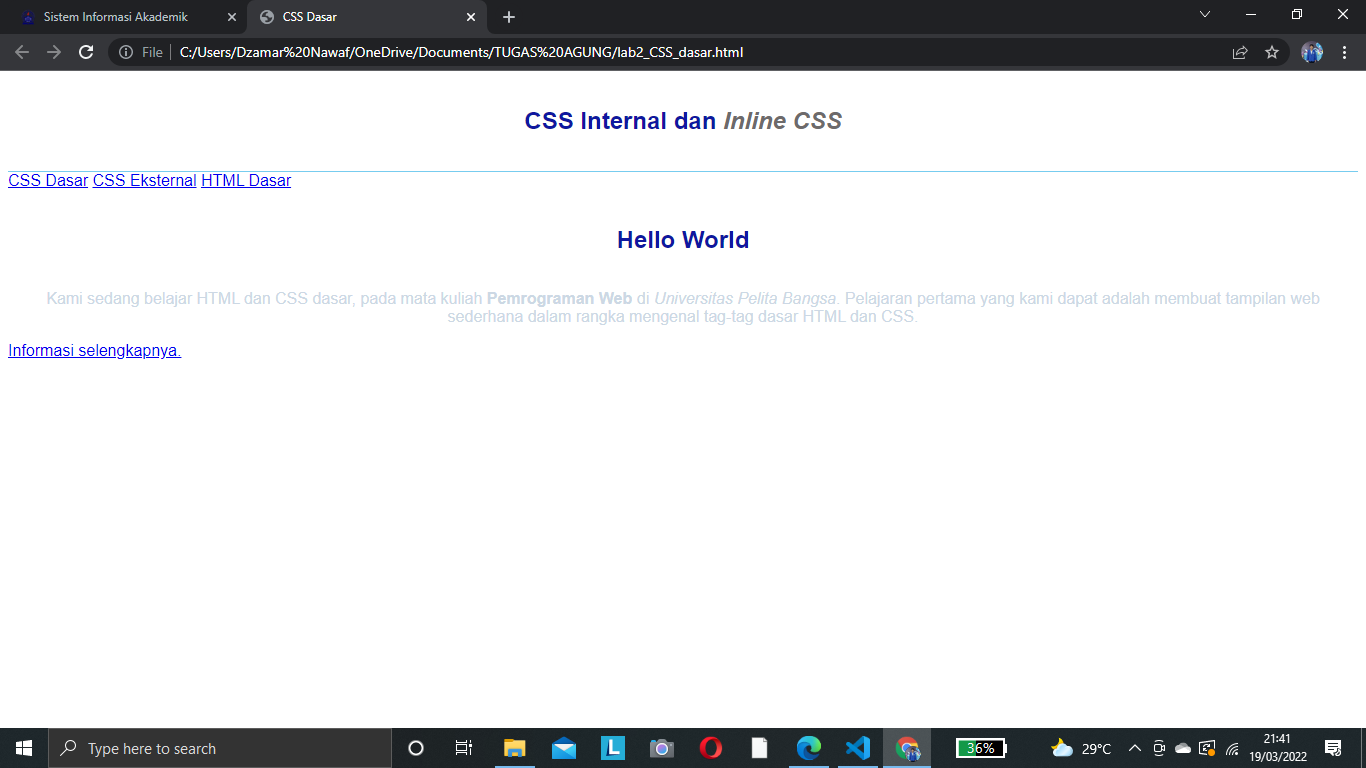 Sistem Informasi Akademik
CSS Dasar
File
C:/Users/Dzamar%20Nawaf/OneDrive/Documents/TUGAS%20AGUNG/lab2_CSS_dasar.html
CSS Internal dan Inline CSS
CSS Dasar CSS Eksternal HTML Dasar
Hello World
Kami sedang belajar HTML dan CSS dasar, pada mata kuliah Pemrograman Web di Universitas Pelita Bangsa. Pelajaran pertama yang kami dapat adalah membuat tampilan web
sederhana dalam rangka mengenal tag-tag dasar HTML dan CSS.
Informasi selengkapnya.
Type here to search
L
36%
29°C
21:41
19/03/2022